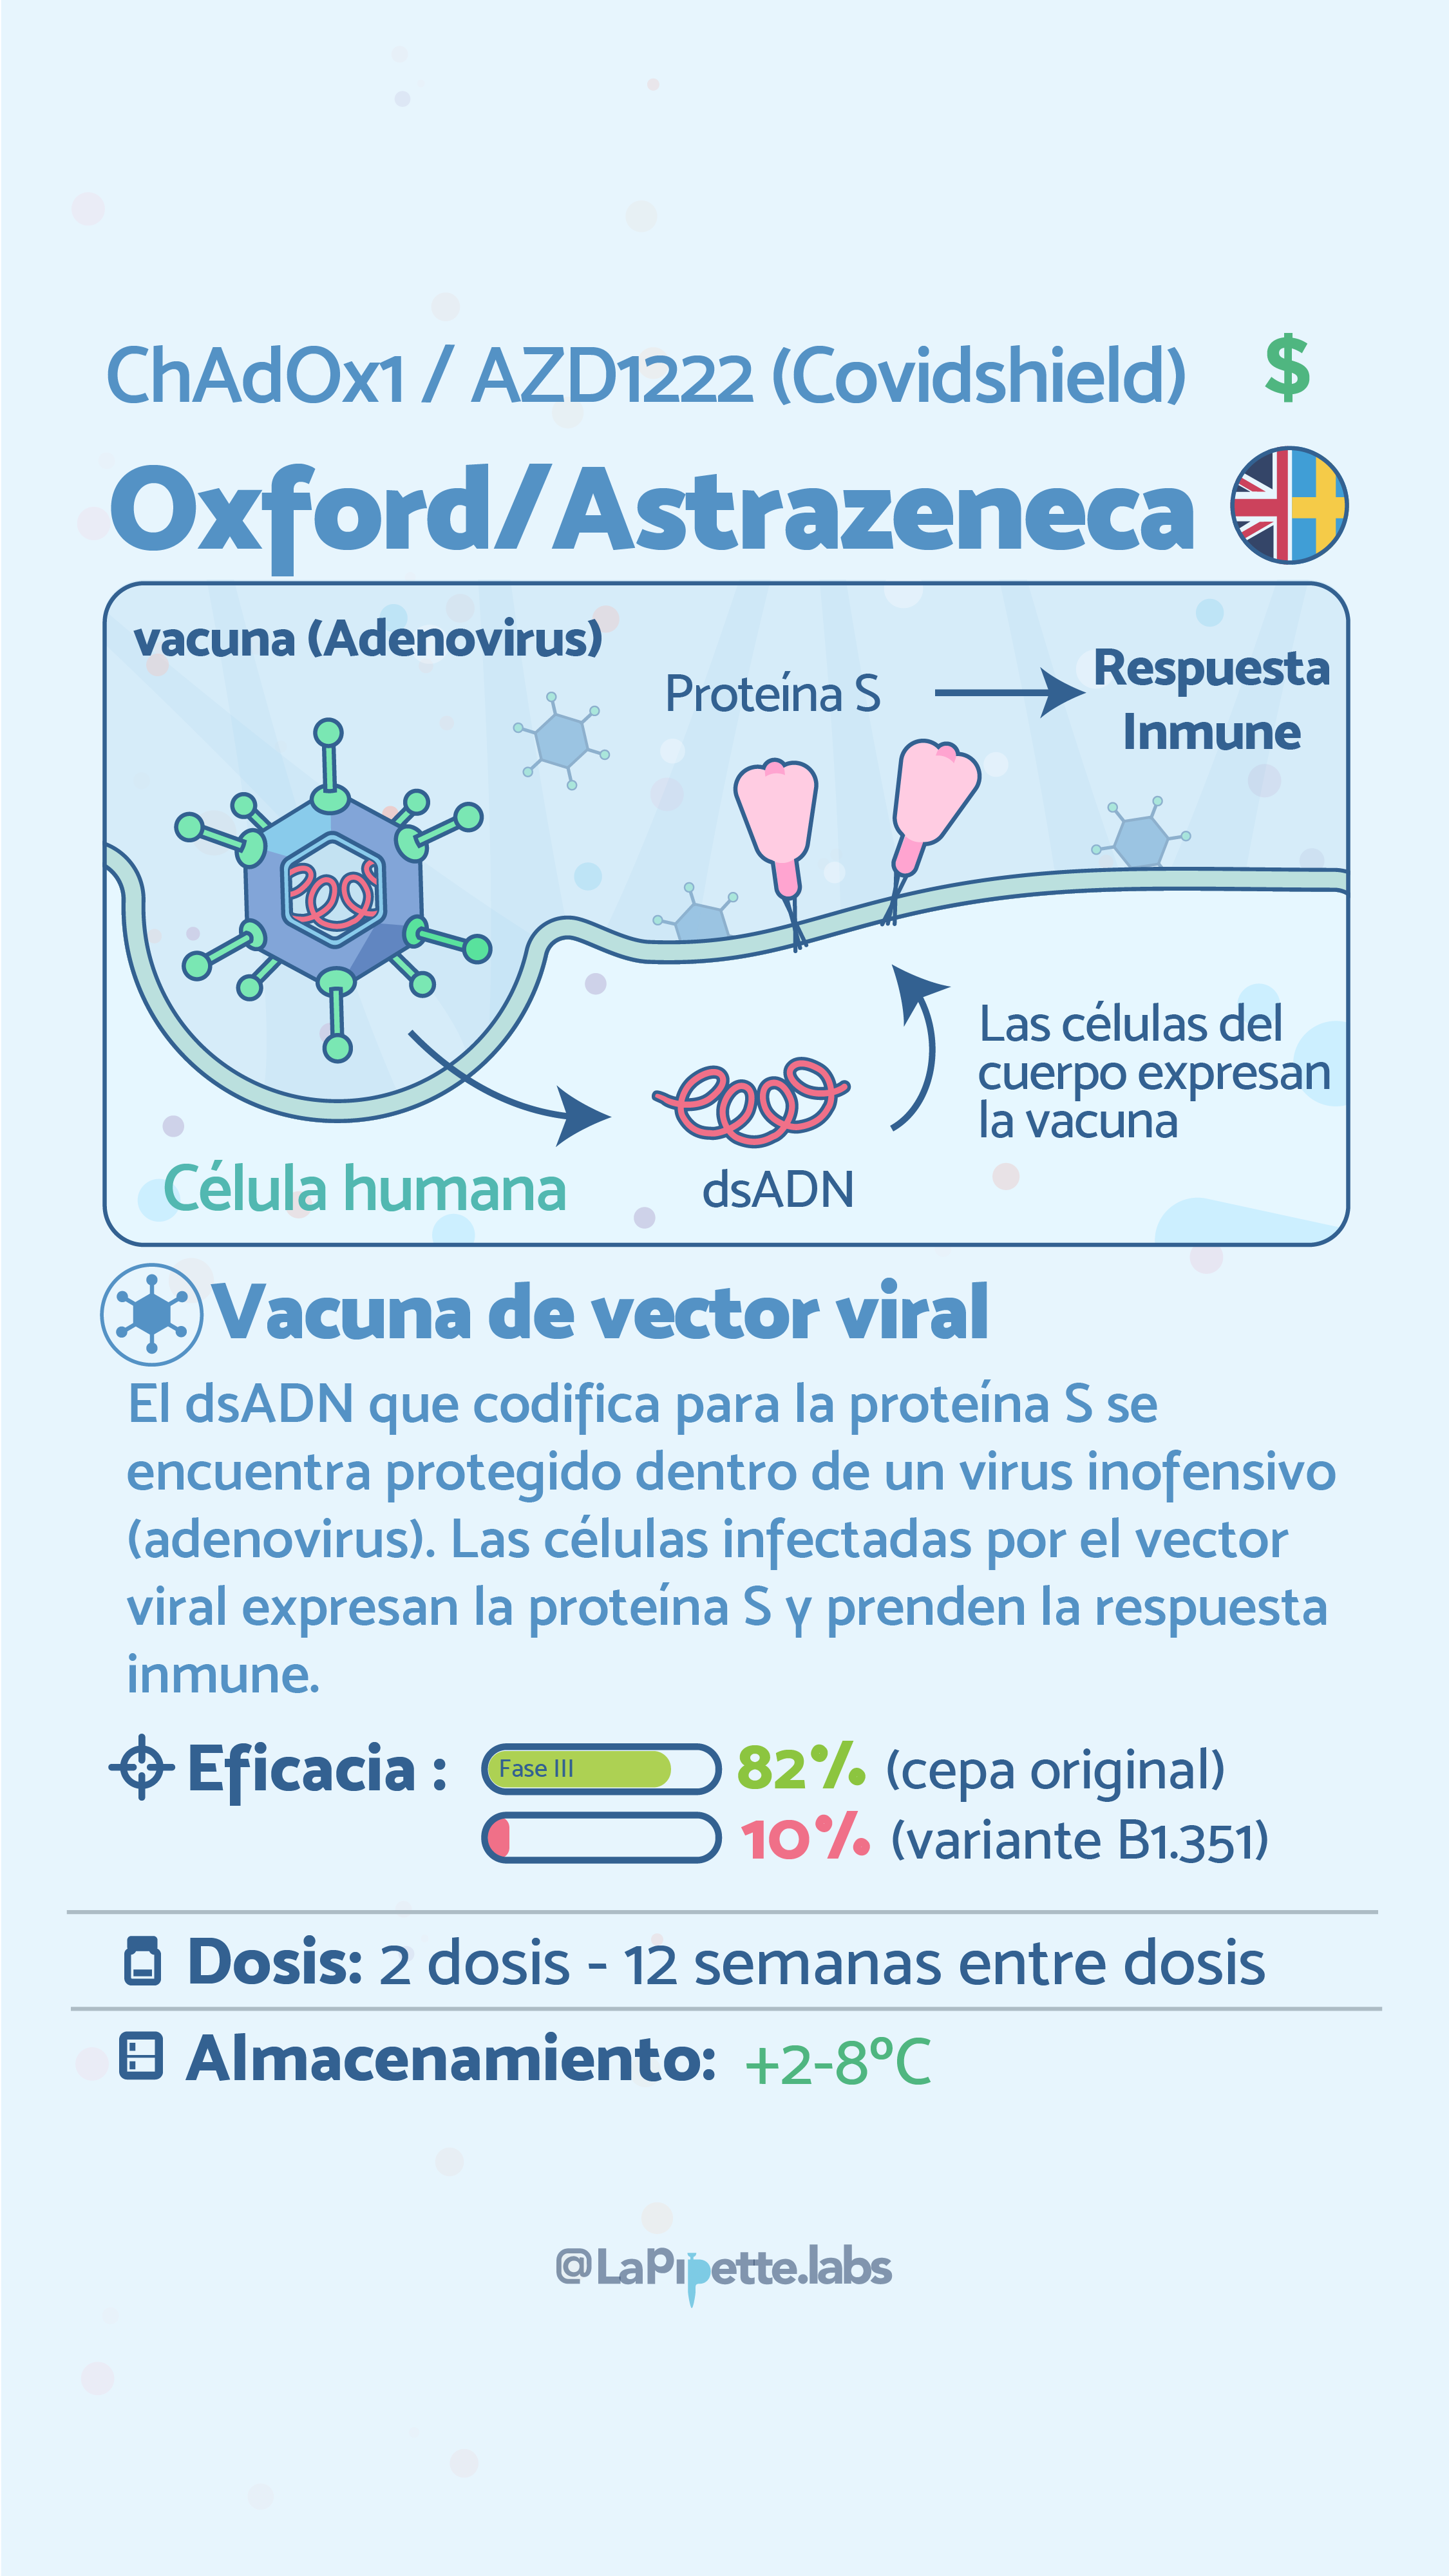 ChAdOx1 / AZD1222 (Covidshield) $
Oxford/Astrazeneca
vacuna (Adenovirus)
Proteína S
Respuesta
Inmune
Las células del
cuerpo expresan
la vacuna
Célula humana
dsADN
Vacuna de vector viral
El dsADN que codifica para la proteína S se
encuentra protegido dentro de un virus inofensivo
(adenovirus). Las células infectadas por el vector
viral expresan la proteína S y prenden la respuesta
inmune.
Eficacia : Fase III 82% (cepa original)
10% (variante B1.351)
Dosis: 2 dosis - 12 semanas entre dosis
Almacenamiento: +2-8ºC
@LaPipette.labs